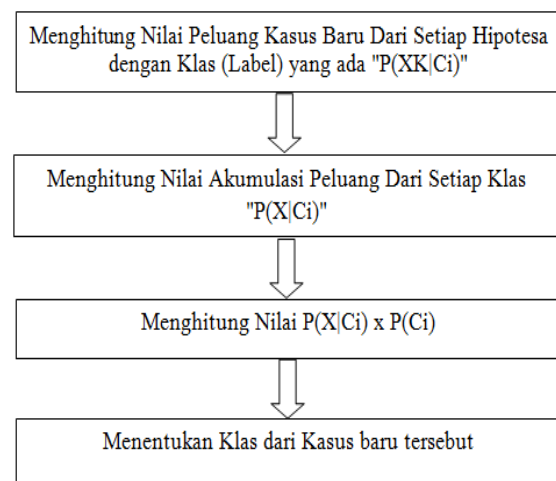 Menghitung Nilai Peluang Kasus Baru Dari Setiap Hipotesa
dengan Klas (Label) yang ada "P(XK|Ci)"
Menghitung Nilai Akumulasi Peluang Dari Setiap Klas
"P(X|Ci)"
Menghitung Nilai P(X|Ci) x P(Ci)
Menentukan Klas dari Kasus baru tersebut